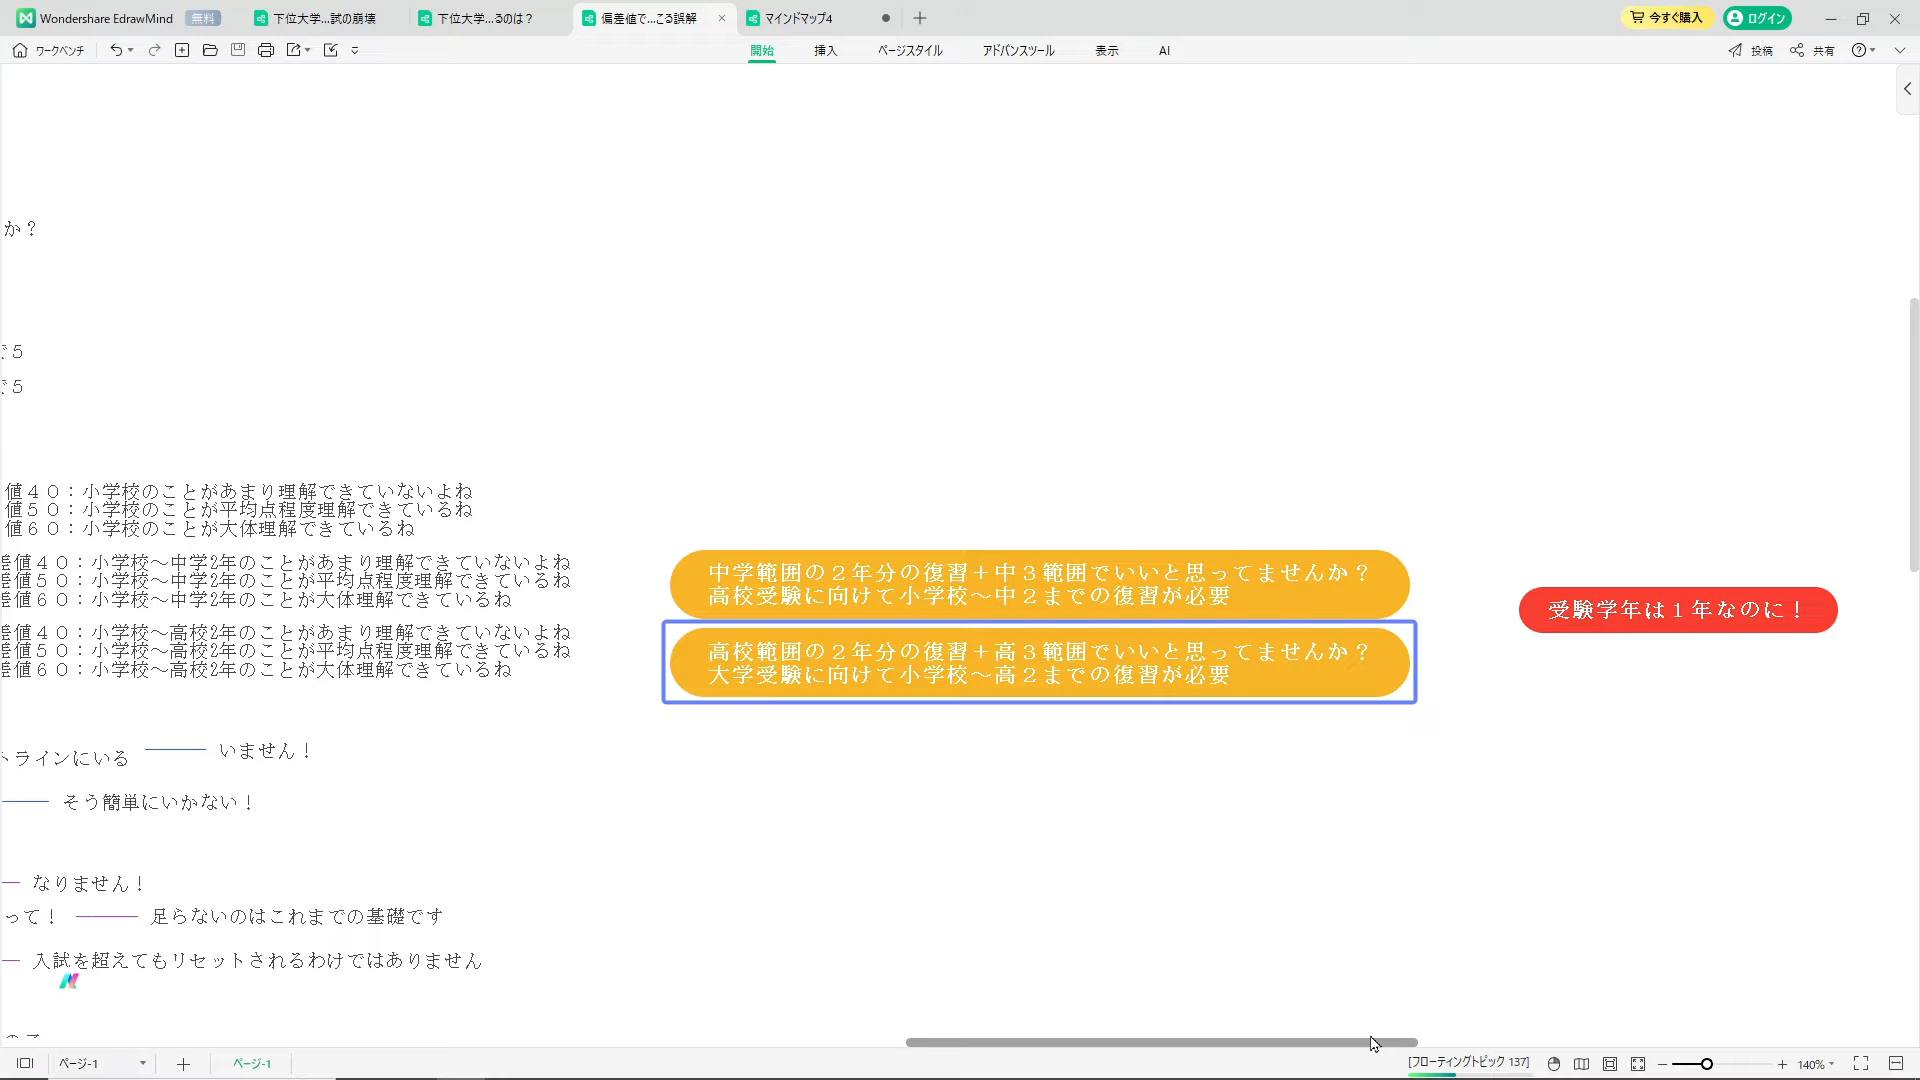 Wondershare EdrawMind 無料 下位大学...試の崩壊 下位大学...るのは？ 偏差値で...こる誤解 マインドマップ4 今すぐ購入 ログイン
ワークベンチ 開始 挿入 ページスタイル アドバンスツール 表示 AI 投稿 共有
か？
で５
で５
値４０：小学校のことがあまり理解できていないよね
値５０：小学校のことが平均点程度理解できているね
値６０：小学校のことが大体理解できているね
差値４０：小学校～中学2年のことがあまり理解できていないよね
差値５０：小学校～中学2年のことが平均点程度理解できているね
差値６０：小学校～中学2年のことが大体理解できているね
差値４０：小学校～高校2年のことがあまり理解できていないよね
差値５０：小学校～高校2年のことが平均点程度理解できているね
差値６０：小学校～高校2年のことが大体理解できているね
中学範囲の２年分の復習＋中３範囲でいいと思ってませんか？
高校受験に向けて小学校～中２までの復習が必要
高校範囲の２年分の復習＋高３範囲でいいと思ってませんか？
大学受験に向けて小学校～高２までの復習が必要
受験学年は１年なのに！
トラインにいる いません！
そう簡単にいかない！
なりません！
って！ 足らないのはこれまでの基礎です
入試を超えてもリセットされるわけではありません
ページ-1 ページ-1 [フローティングトピック 137] 140%